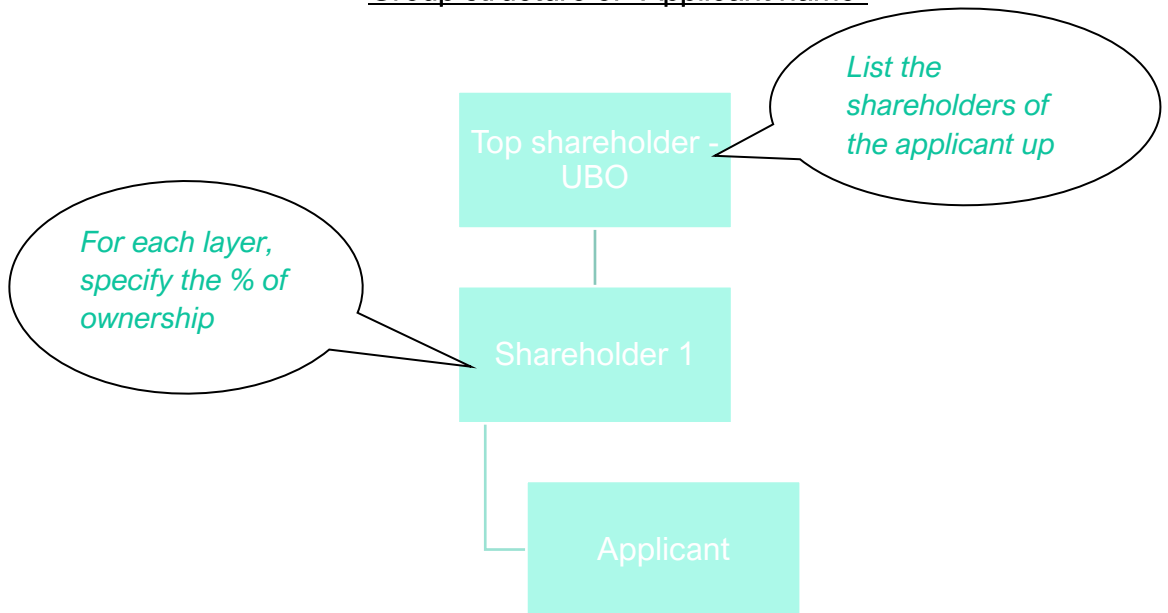 List the
shareholders of
the applicant up
Top shareholder -
UBO
For each layer,
specify the % of
ownership
Shareholder 1
Applicant